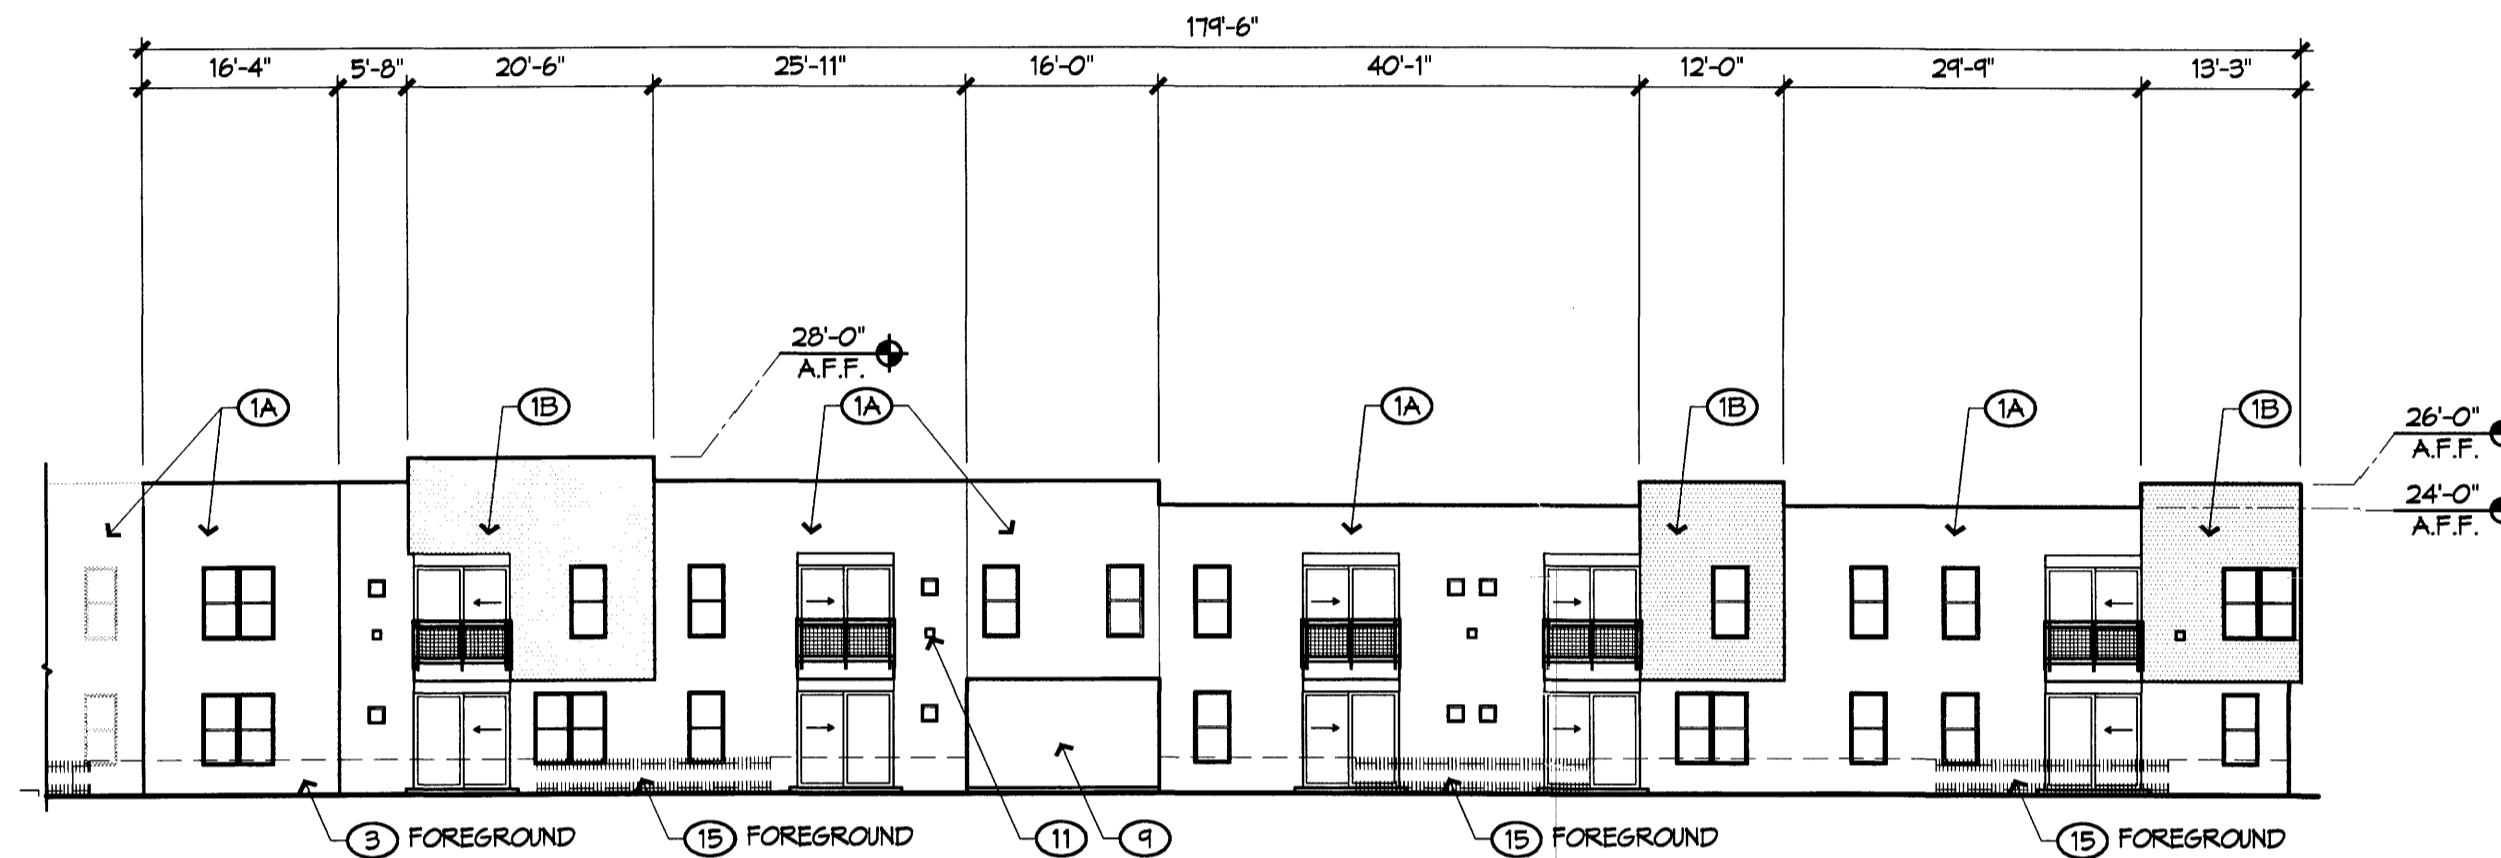 179'-6"
16'-4" 5'-8" 20'-6" 25'-11" 16'-0" 40'-1" 12'-0" 29'-9" 13'-3"
28'-0"
A.F.F.
1A 1B 1A 1A 1B 1A 1B
26'-0"
A.F.F.
24'-0"
A.F.F.
3 FOREGROUND 15 FOREGROUND 11 9 15 FOREGROUND 15 FOREGROUND